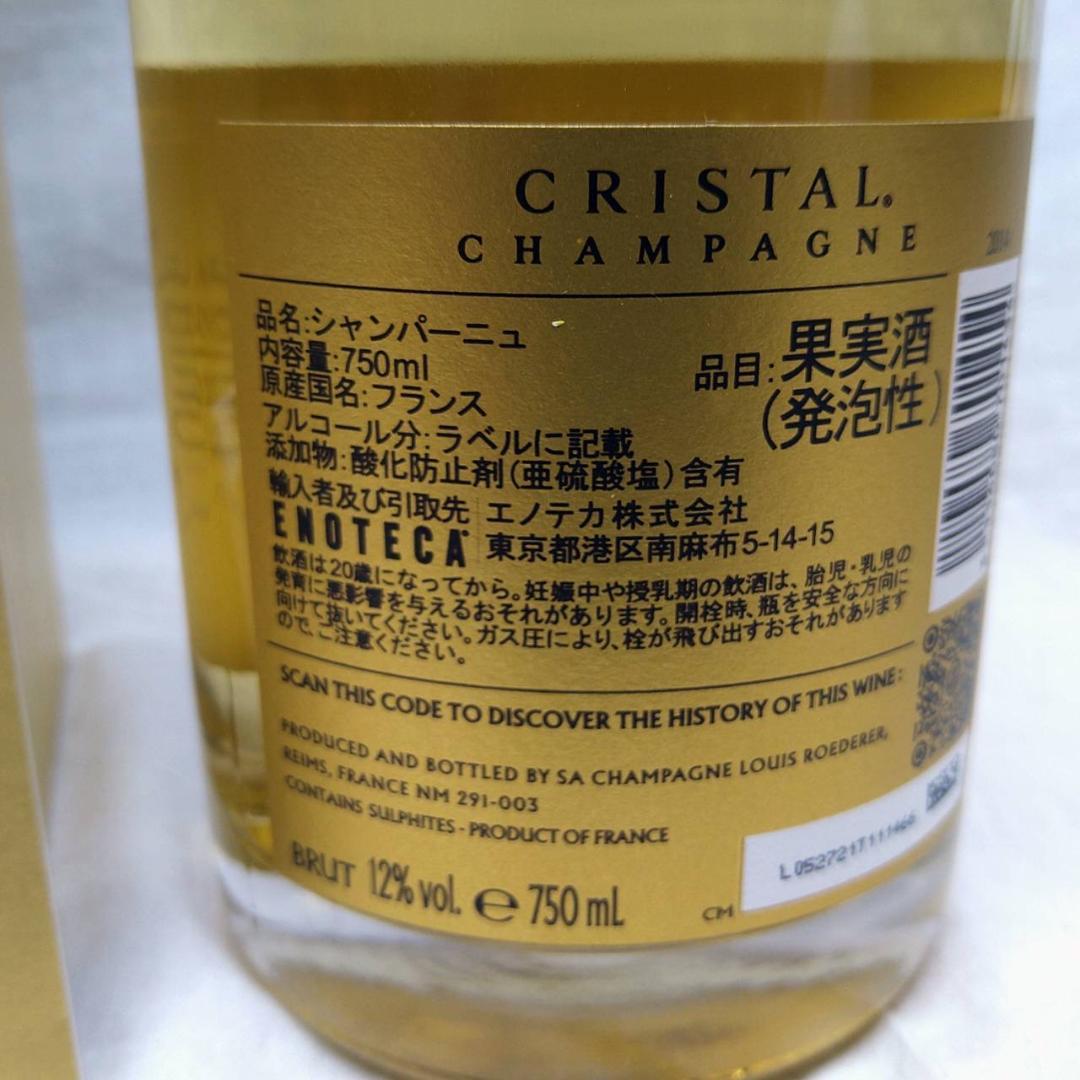 CRISTAL®
CHAMPAGNE
2014
品名:シャンパーニュ
内容量:750ml
原産国名:フランス
アルコール分:ラベルに記載
添加物:酸化防止剤(亜硫酸塩)含有
品目:果実酒
(発泡性)
輸入者及び引取先 エノテカ株式会社
ENOTECA 東京都港区南麻布5-14-15
飲酒は20歳になってから。妊娠中や授乳期の飲酒は、胎児・乳児の
発育に悪影響を与えるおそれがあります。開栓時、瓶を安全な方向に
向けて抜いてください。ガス圧により、栓が飛び出すおそれがあります
ので、ご注意ください。
SCAN THIS CODE TO DISCOVER THE HISTORY OF THIS WINE:
PRODUCED AND BOTTLED BY SA CHAMPAGNE LOUIS ROEDERER,
REIMS, FRANCE NM 291-003
CONTAINS SULPHITES - PRODUCT OF FRANCE
BRUT 12% vol. ℮ 750 mL
CM
L052721T111466